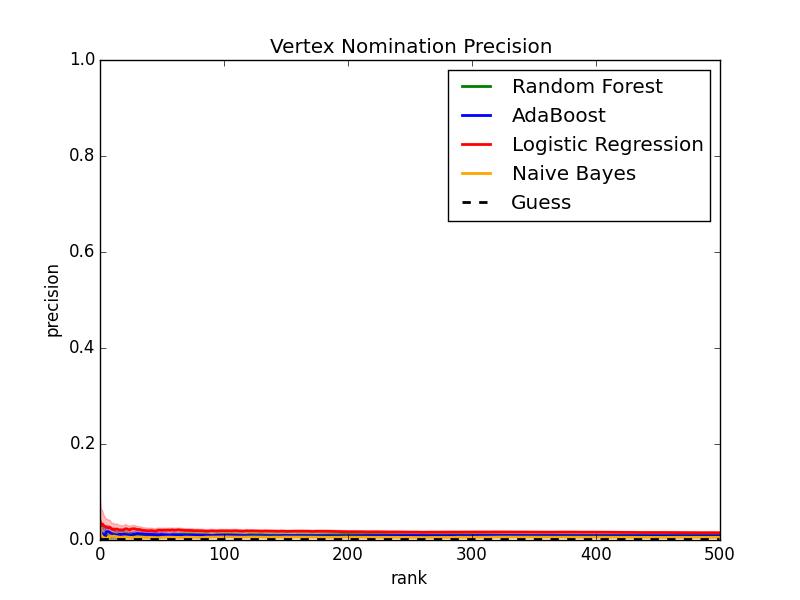 Vertex Nomination Precision
1.0
0.8
0.6
0.4
0.2
0.0
precision
Random Forest
AdaBoost
Logistic Regression
Naive Bayes
Guess
0
100
200
300
400
500
rank